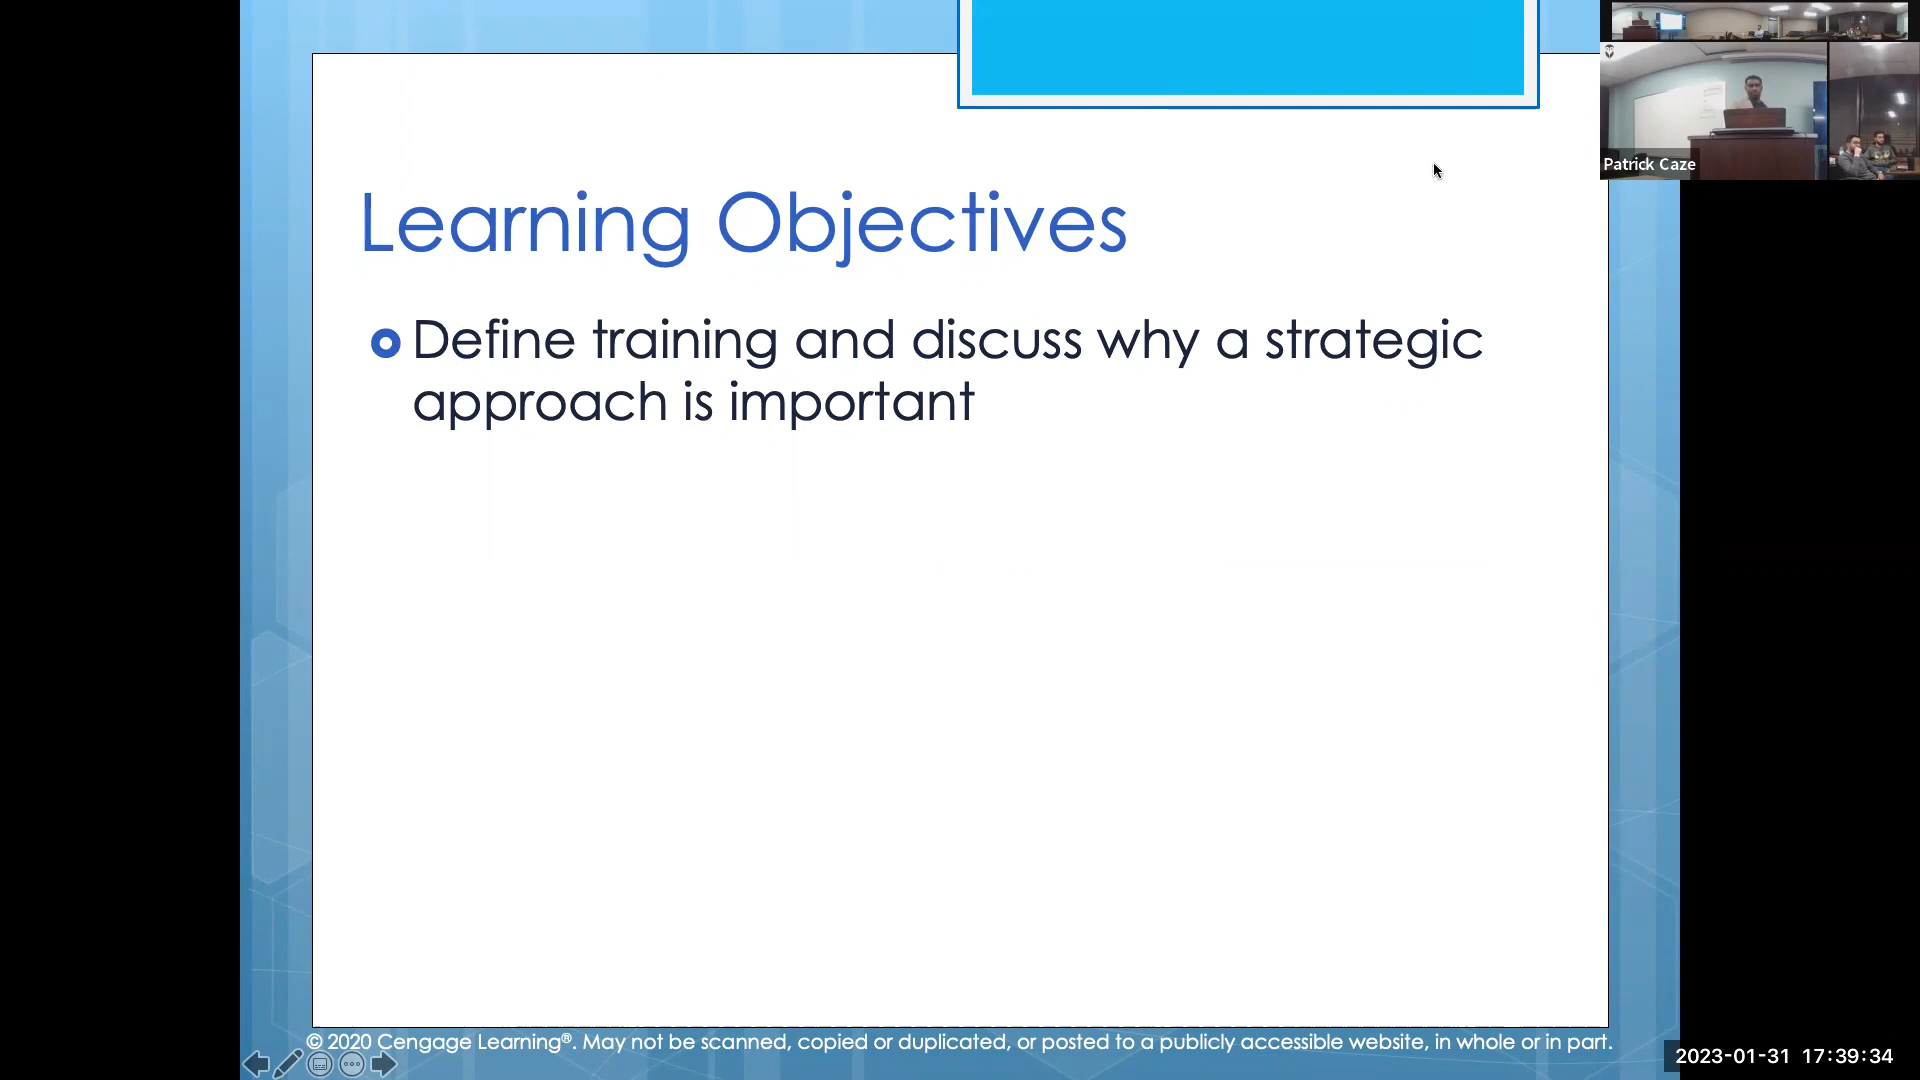 Patrick Caze
Learning Objectives
Define training and discuss why a strategic
approach is important
© 2020 Cengage Learning®. May not be scanned, copied or duplicated, or posted to a publicly accessible website, in whole or in part.
2023-01-31 17:39:34